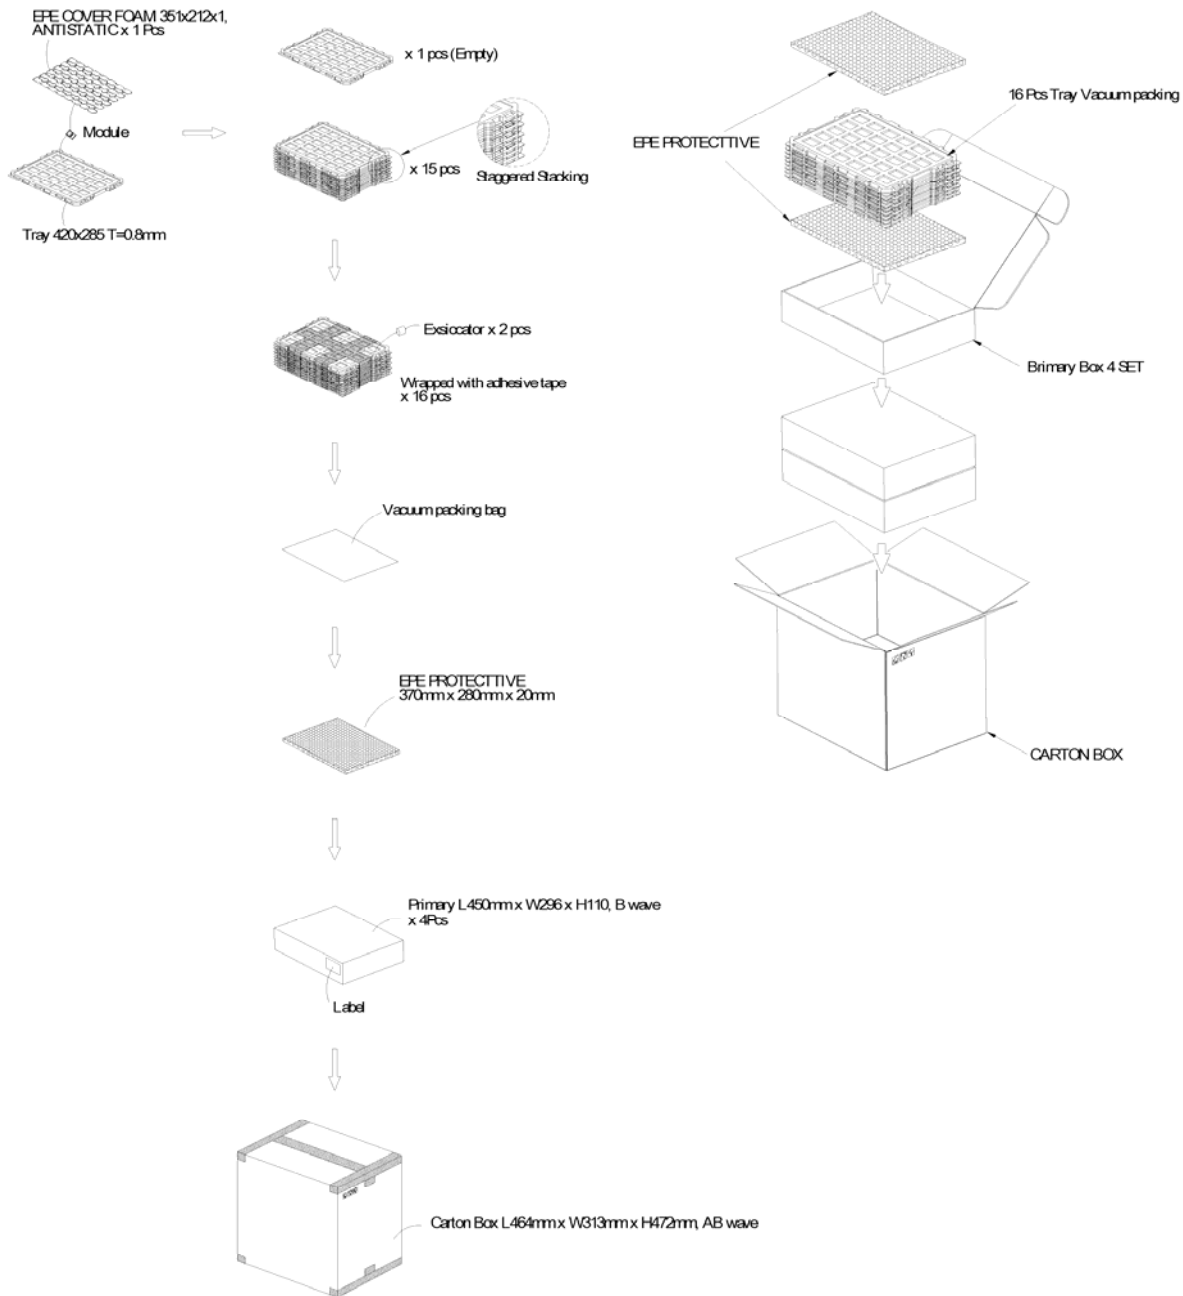 EPE COVER FOAM 351x212x1,
ANTISTATIC x 1 Pcs
Module
Tray 420x285 T=0.8mm
x 1 pcs (Empty)
x 15 pcs
Staggered Stacking
Exsiccator x 2 pcs
Wrapped with adhesive tape
x 16 pcs
Vacuum packing bag
EPE PROTECTTIVE
370mm x 280mm x 20mm
Primary L450mm x W296 x H110, B wave
x 4Pcs
Label
Carton Box L464mm x W313mm x H472mm, AB wave
16 Pcs Tray Vacuum packing
EPE PROTECTTIVE
Brimary Box 4 SET
CARTON BOX